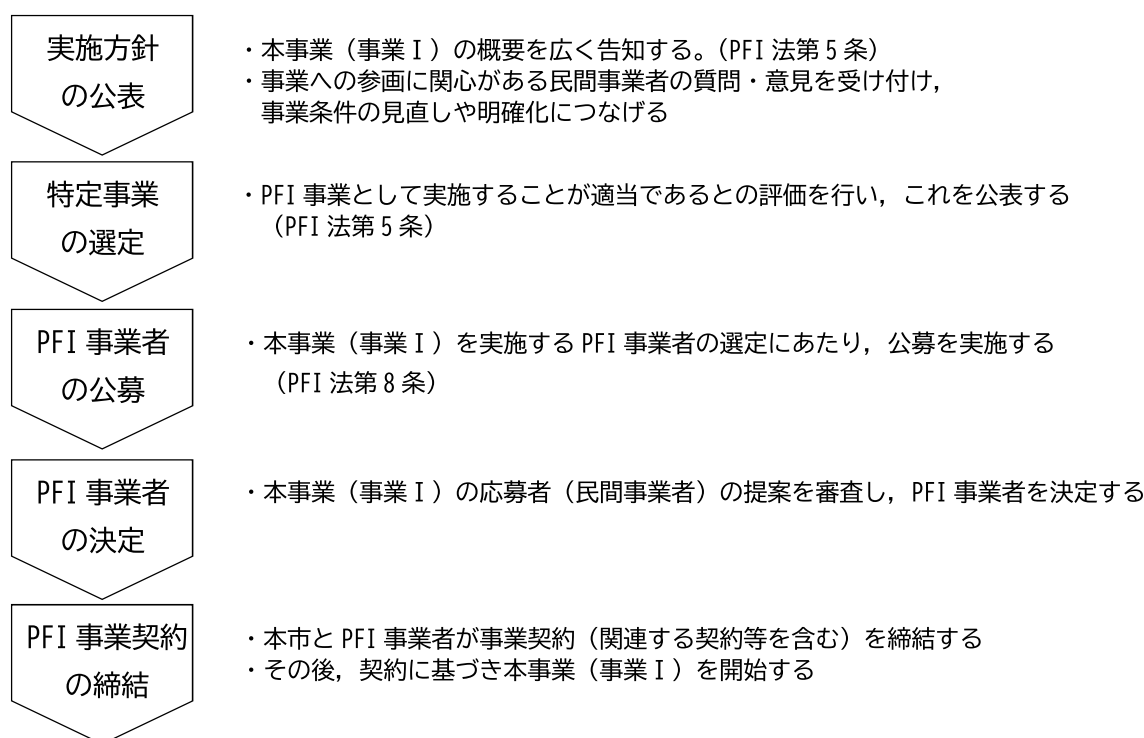 実施方針
の公表
・本事業（事業Ⅰ）の概要を広く告知する。（PFI 法第 5 条）
・事業への参画に関心がある民間事業者の質問・意見を受け付け，
事業条件の見直しや明確化につなげる
特定事業
の選定
・PFI 事業として実施することが適当であるとの評価を行い，これを公表する
（PFI 法第 5 条）
PFI 事業者
の公募
・本事業（事業Ⅰ）を実施する PFI 事業者の選定にあたり，公募を実施する
（PFI 法第 8 条）
PFI 事業者
の決定
・本事業（事業Ⅰ）の応募者（民間事業者）の提案を審査し，PFI 事業者を決定する
PFI 事業契約
の締結
・本市と PFI 事業者が事業契約（関連する契約等を含む）を締結する
・その後，契約に基づき本事業（事業Ⅰ）を開始する